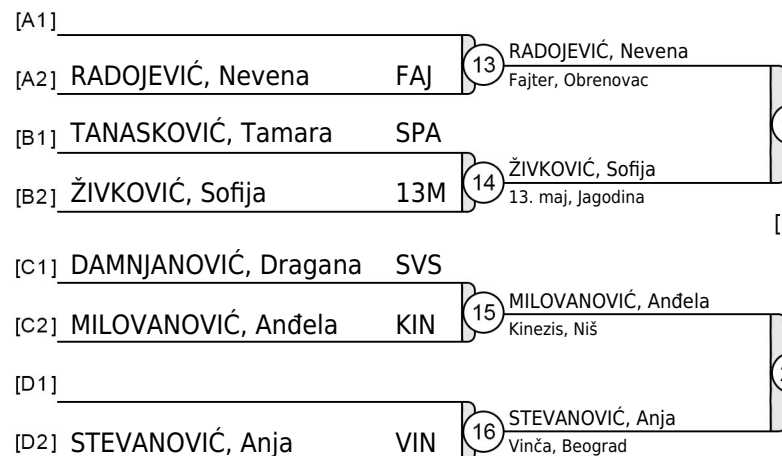 [A1]
[A2] RADOJEVIĆ, Nevena FAJ
13
RADOJEVIĆ, Nevena
Fajter, Obrenovac
[B1] TANASKOVIĆ, Tamara SPA
[B2] ŽIVKOVIĆ, Sofija 13M
14
ŽIVKOVIĆ, Sofija
13. maj, Jagodina
[C1] DAMNJANOVIĆ, Dragana SVS
[C2] MILOVANOVIĆ, Anđela KIN
15
MILOVANOVIĆ, Anđela
Kinezis, Niš
[D1]
[D2] STEVANOVIĆ, Anja VIN
16
STEVANOVIĆ, Anja
Vinča, Beograd